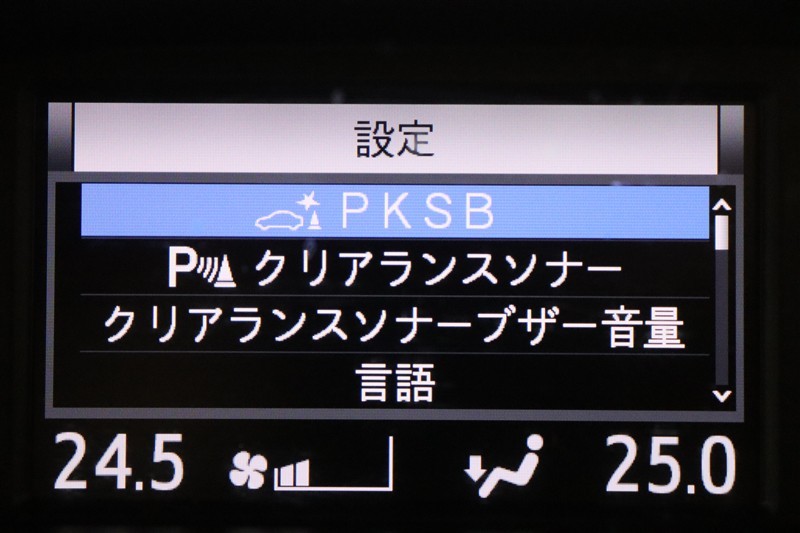 設定
PKSB
P クリアランスソナー
クリアランスソナーブザー音量
言語
24.5 25.0